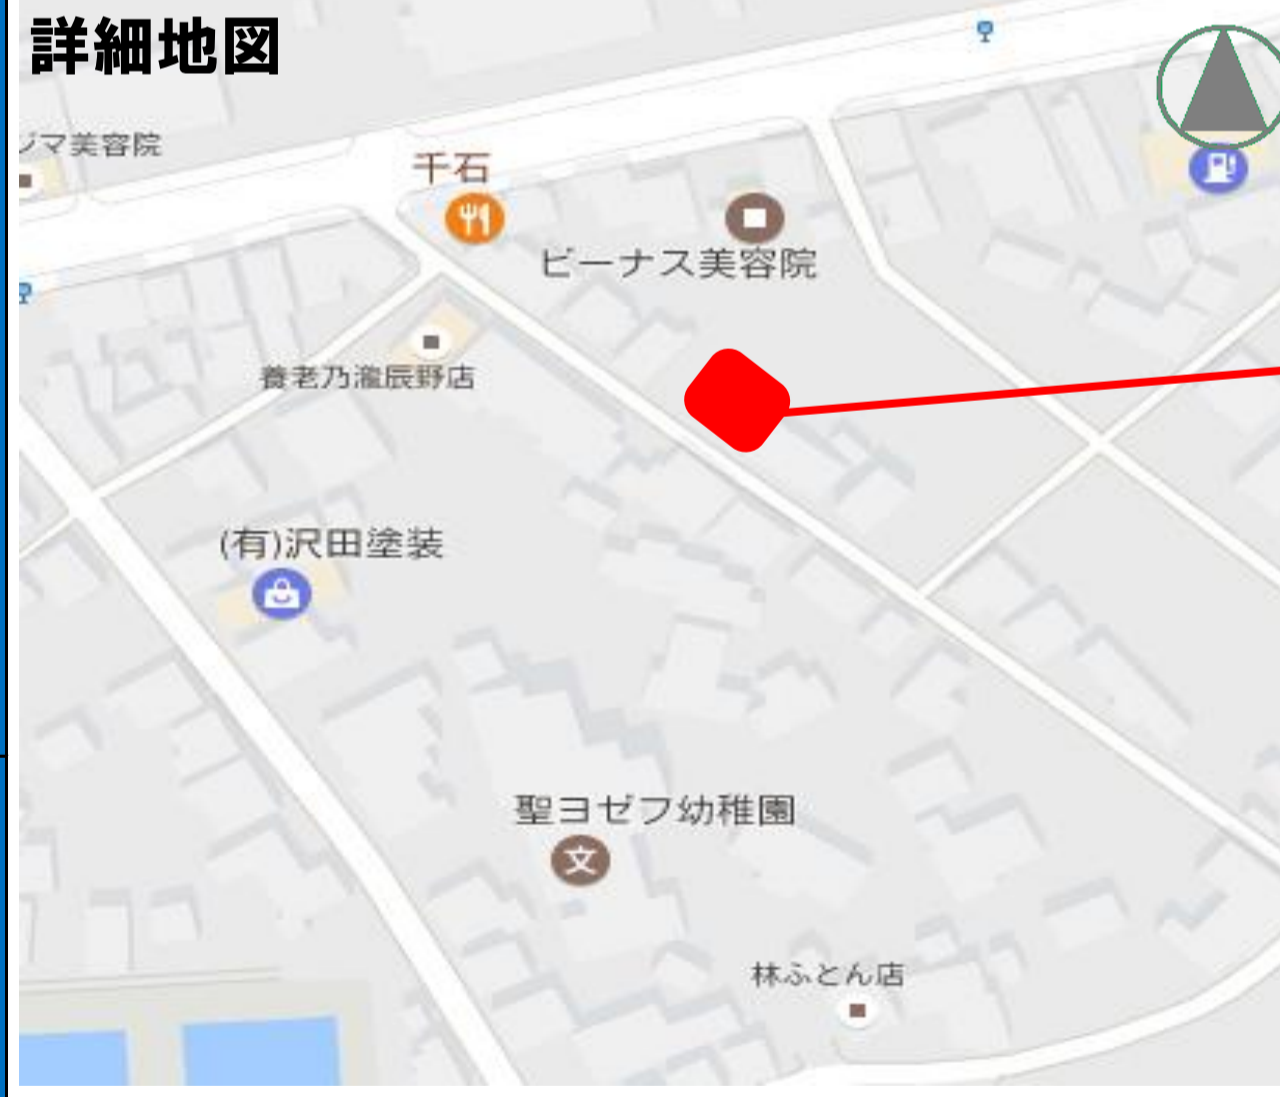 詳細地図
ジマ美容院
千石
ビーナス美容院
養老乃瀧辰野店
(有)沢田塗装
聖ヨゼフ幼稚園
文
林ふとん店